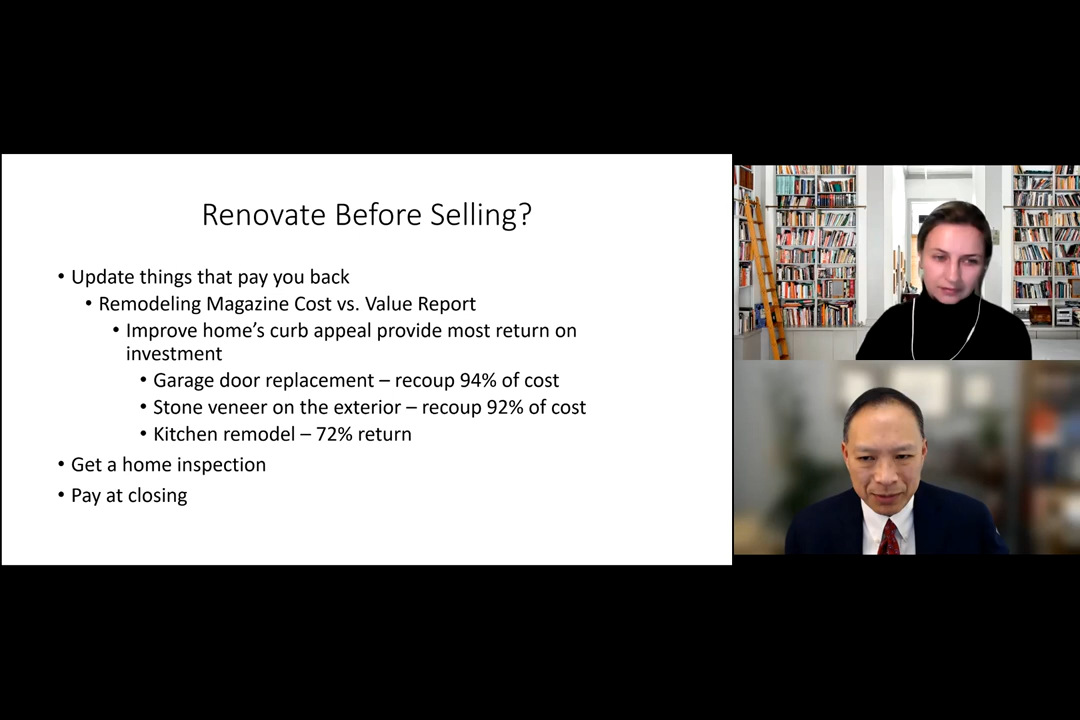 Renovate Before Selling?
• Update things that pay you back
• Remodeling Magazine Cost vs. Value Report
• Improve home’s curb appeal provide most return on
investment
• Garage door replacement – recoup 94% of cost
• Stone veneer on the exterior – recoup 92% of cost
• Kitchen remodel – 72% return
• Get a home inspection
• Pay at closing